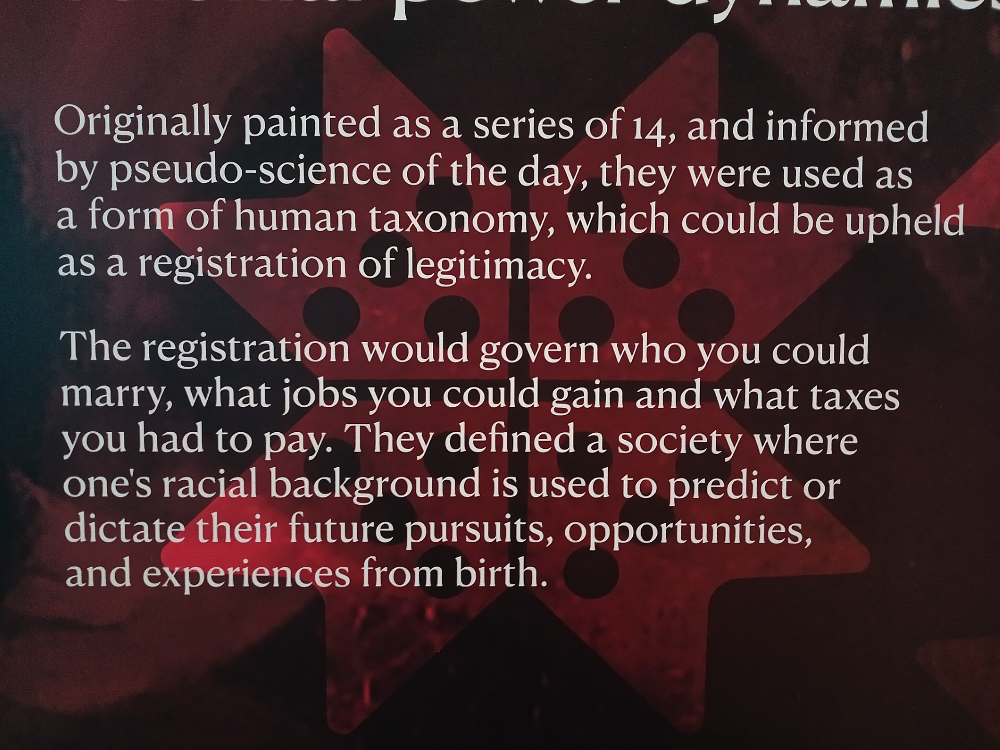 power dynamics
Originally painted as a series of 14, and informed
by pseudo-science of the day, they were used as
a form of human taxonomy, which could be upheld
as a registration of legitimacy.
The registration would govern who you could
marry, what jobs you could gain and what taxes
you had to pay. They defined a society where
one's racial background is used to predict or
dictate their future pursuits, opportunities,
and experiences from birth.